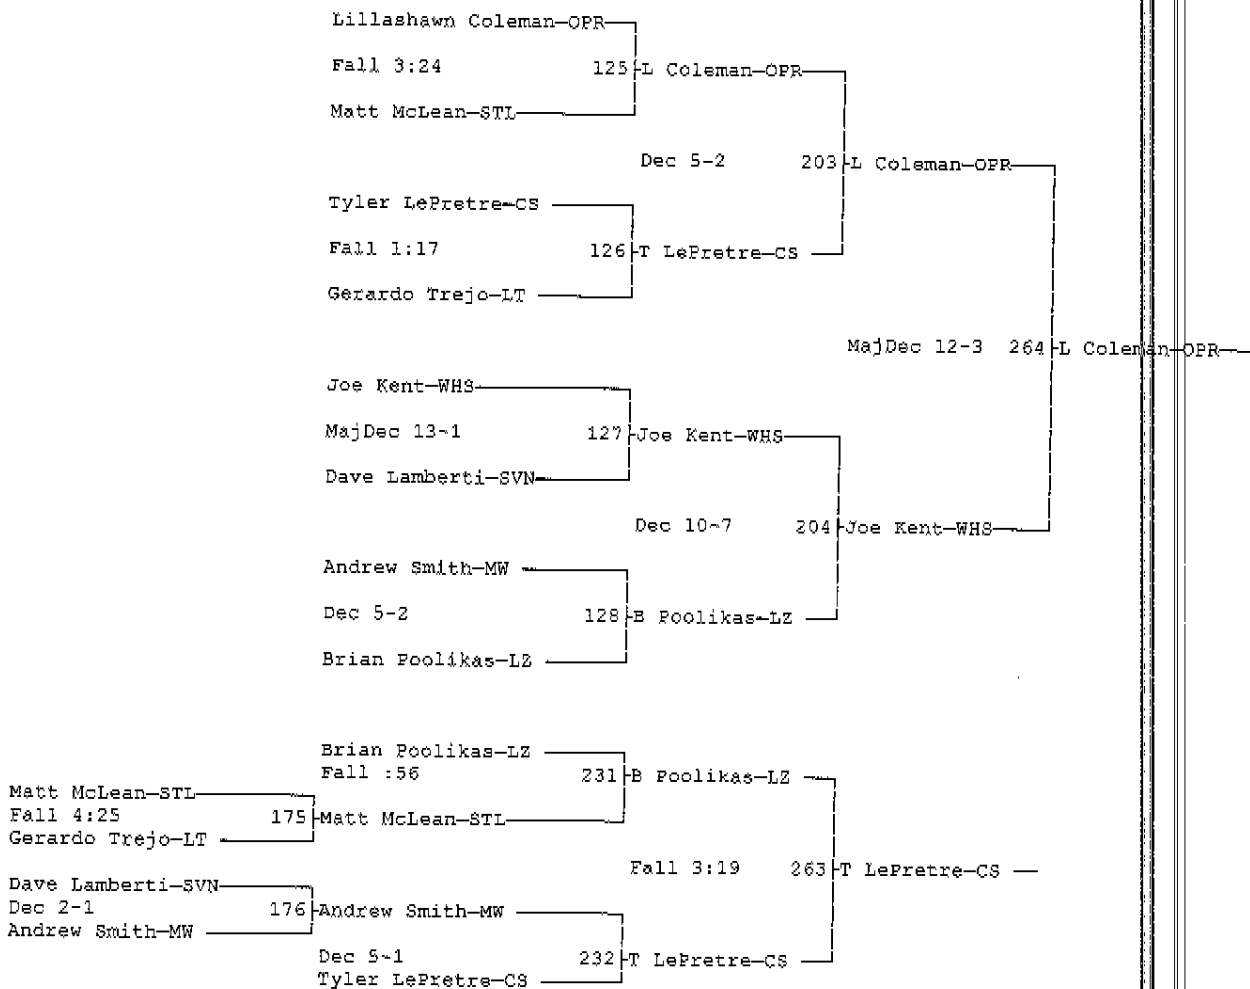 Lillashawn Coleman-OPR
Fall 3:24 125 L Coleman-OPR
Matt McLean-STL
Dec 5-2 203 L Coleman-OPR
Tyler LePretre-CS
Fall 1:17 126 T LePretre-CS
Gerardo Trejo-LT
MajDec 12-3 264 L Coleman-OPR
Joe Kent-WHS
MajDec 13-1 127 Joe Kent-WHS
Dave Lamberti-SVN
Dec 10-7 204 Joe Kent-WHS
Andrew Smith-MW
Dec 5-2 128 B Poolikas-LZ
Brian Poolikas-LZ
Brian Poolikas-LZ
Fall :56 231 B Poolikas-LZ
Matt McLean-STL
Fall 4:25 175 Matt McLean-STL
Gerardo Trejo-LT
Fall 3:19 263 T LePretre-CS
Dave Lamberti-SVN
Dec 2-1 176 Andrew Smith-MW
Andrew Smith-MW
Dec 5-1 232 T LePretre-CS
Tyler LePretre-CS